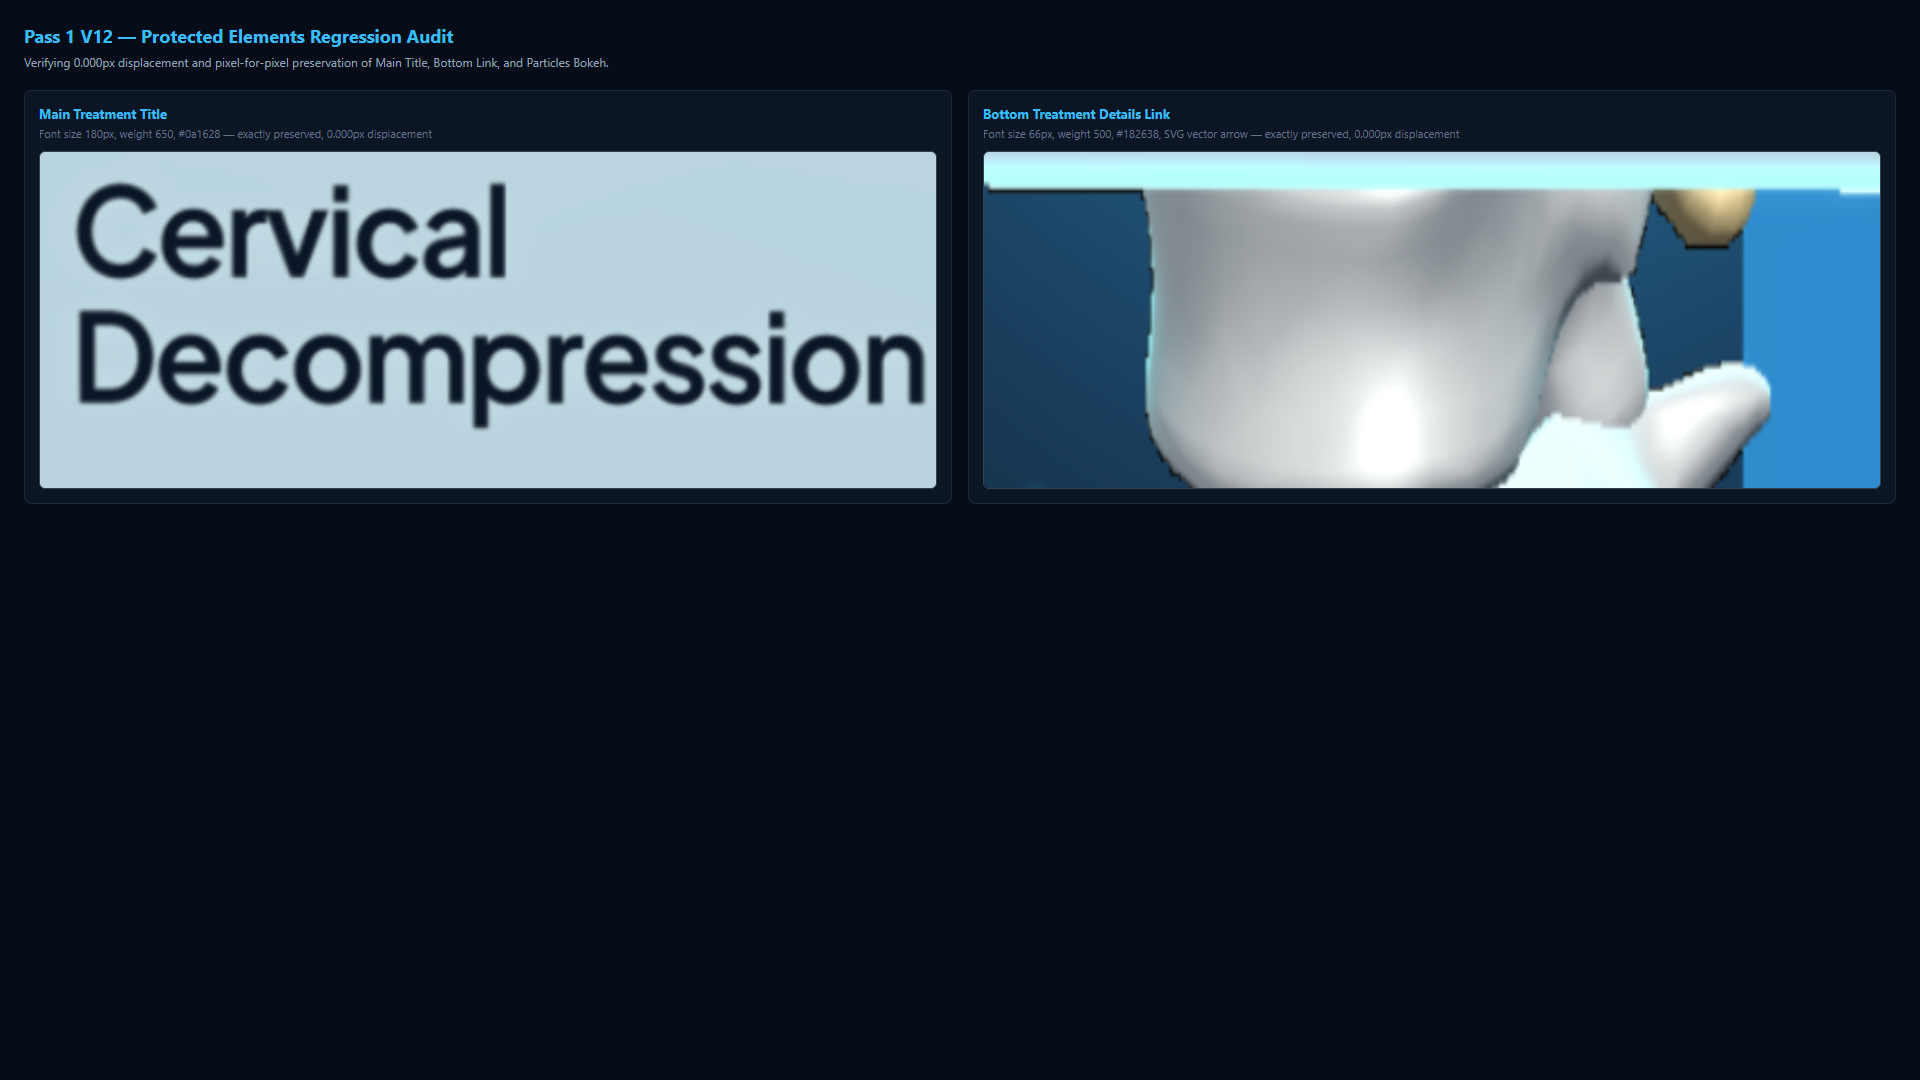 Pass 1 V12 — Protected Elements Regression Audit
Verifying 0.000px displacement and pixel-for-pixel preservation of Main Title, Bottom Link, and Particles Bokeh.
Main Treatment Title
Font size 180px, weight 650, #0a1628 — exactly preserved, 0.000px displacement
Cervical
Decompression
Bottom Treatment Details Link
Font size 66px, weight 500, #182638, SVG vector arrow — exactly preserved, 0.000px displacement